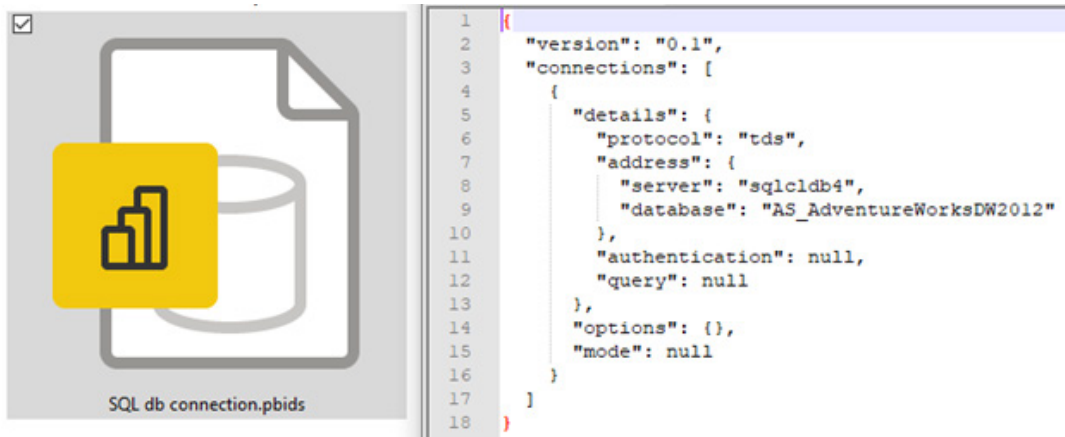 SQL db connection.pbids
1 {
2 "version": "0.1",
3 "connections": [
4 {
5 "details": {
6 "protocol": "tds",
7 "address": {
8 "server": "sqlcldb4",
9 "database": "AS_AdventureWorksDW2012"
10 },
11 "authentication": null,
12 "query": null
13 },
14 "options": {},
15 "mode": null
16 }
17 ]
18 }